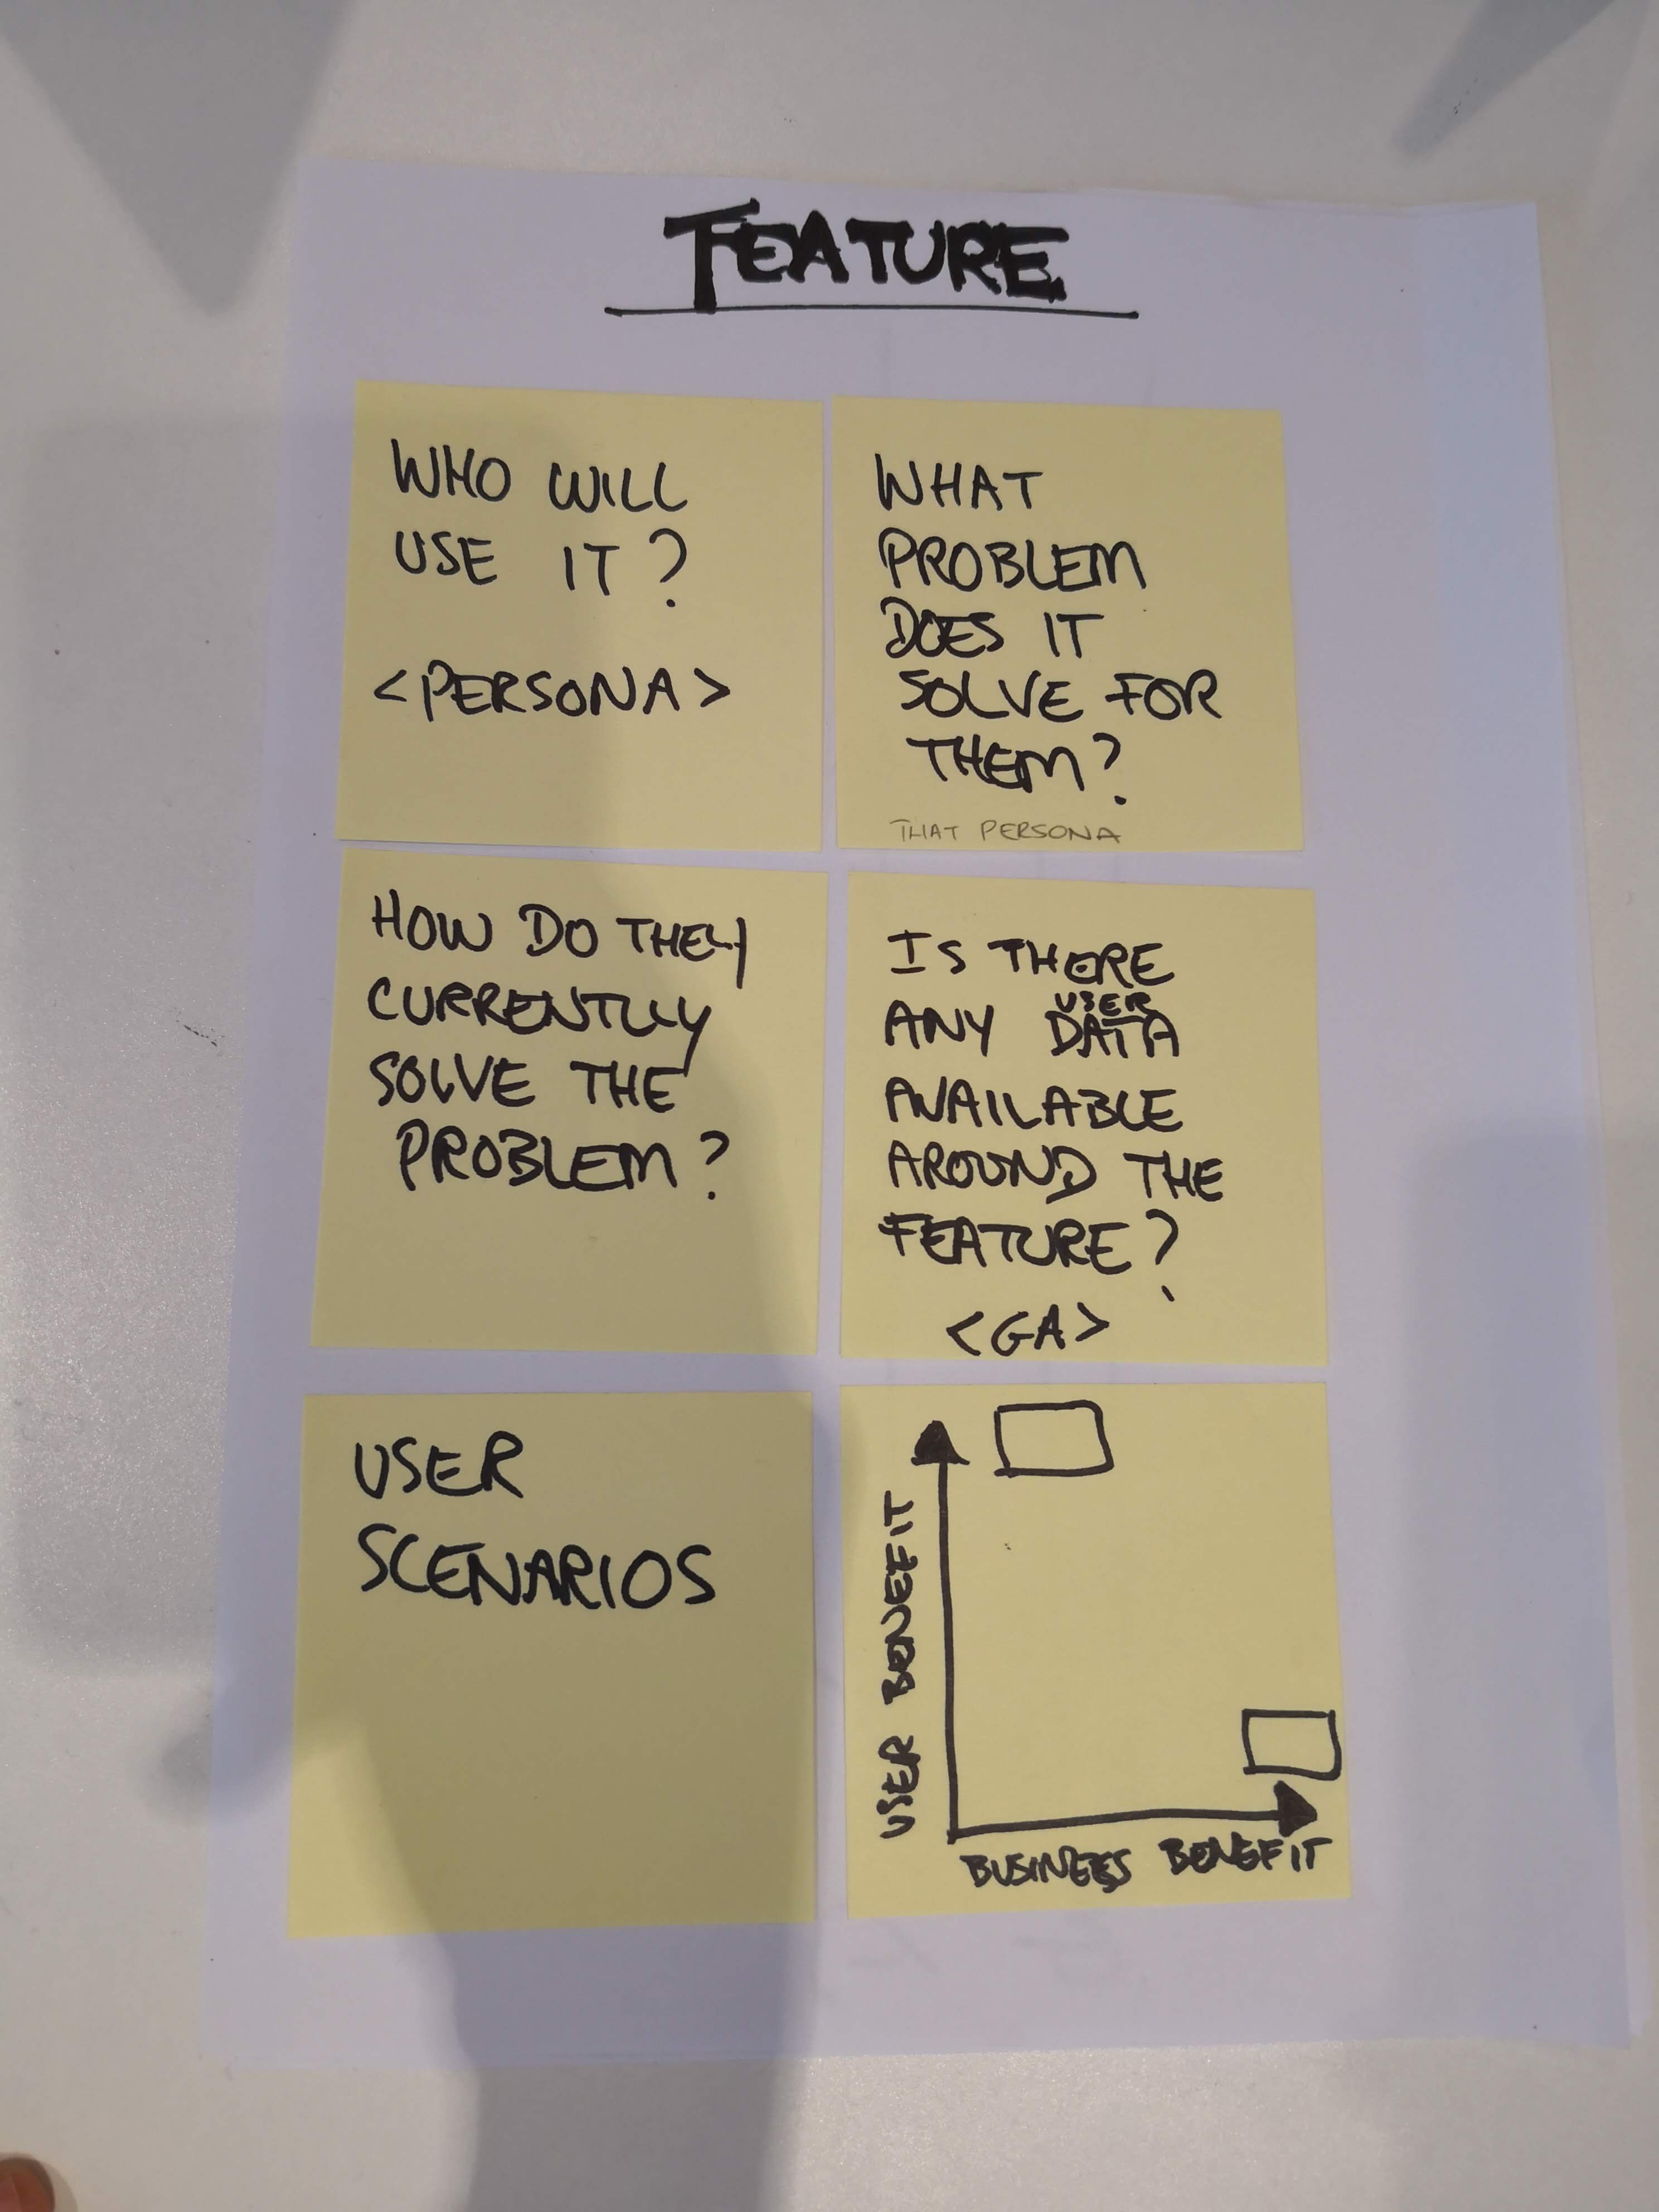 FEATURE
WHO WILL
USE IT?
<PERSONA>
WHAT
PROBLEM
DOES IT
SOLVE FOR
THEM?
THAT PERSONA
HOW DO THEY
CURRENTLY
SOLVE THE
PROBLEM?
IS THERE
ANY USER DATA
AVAILABLE
AROUND THE
FEATURE?
<GA>
USER
SCENARIOS
USER BENEFIT
BUSINESS BENEFIT